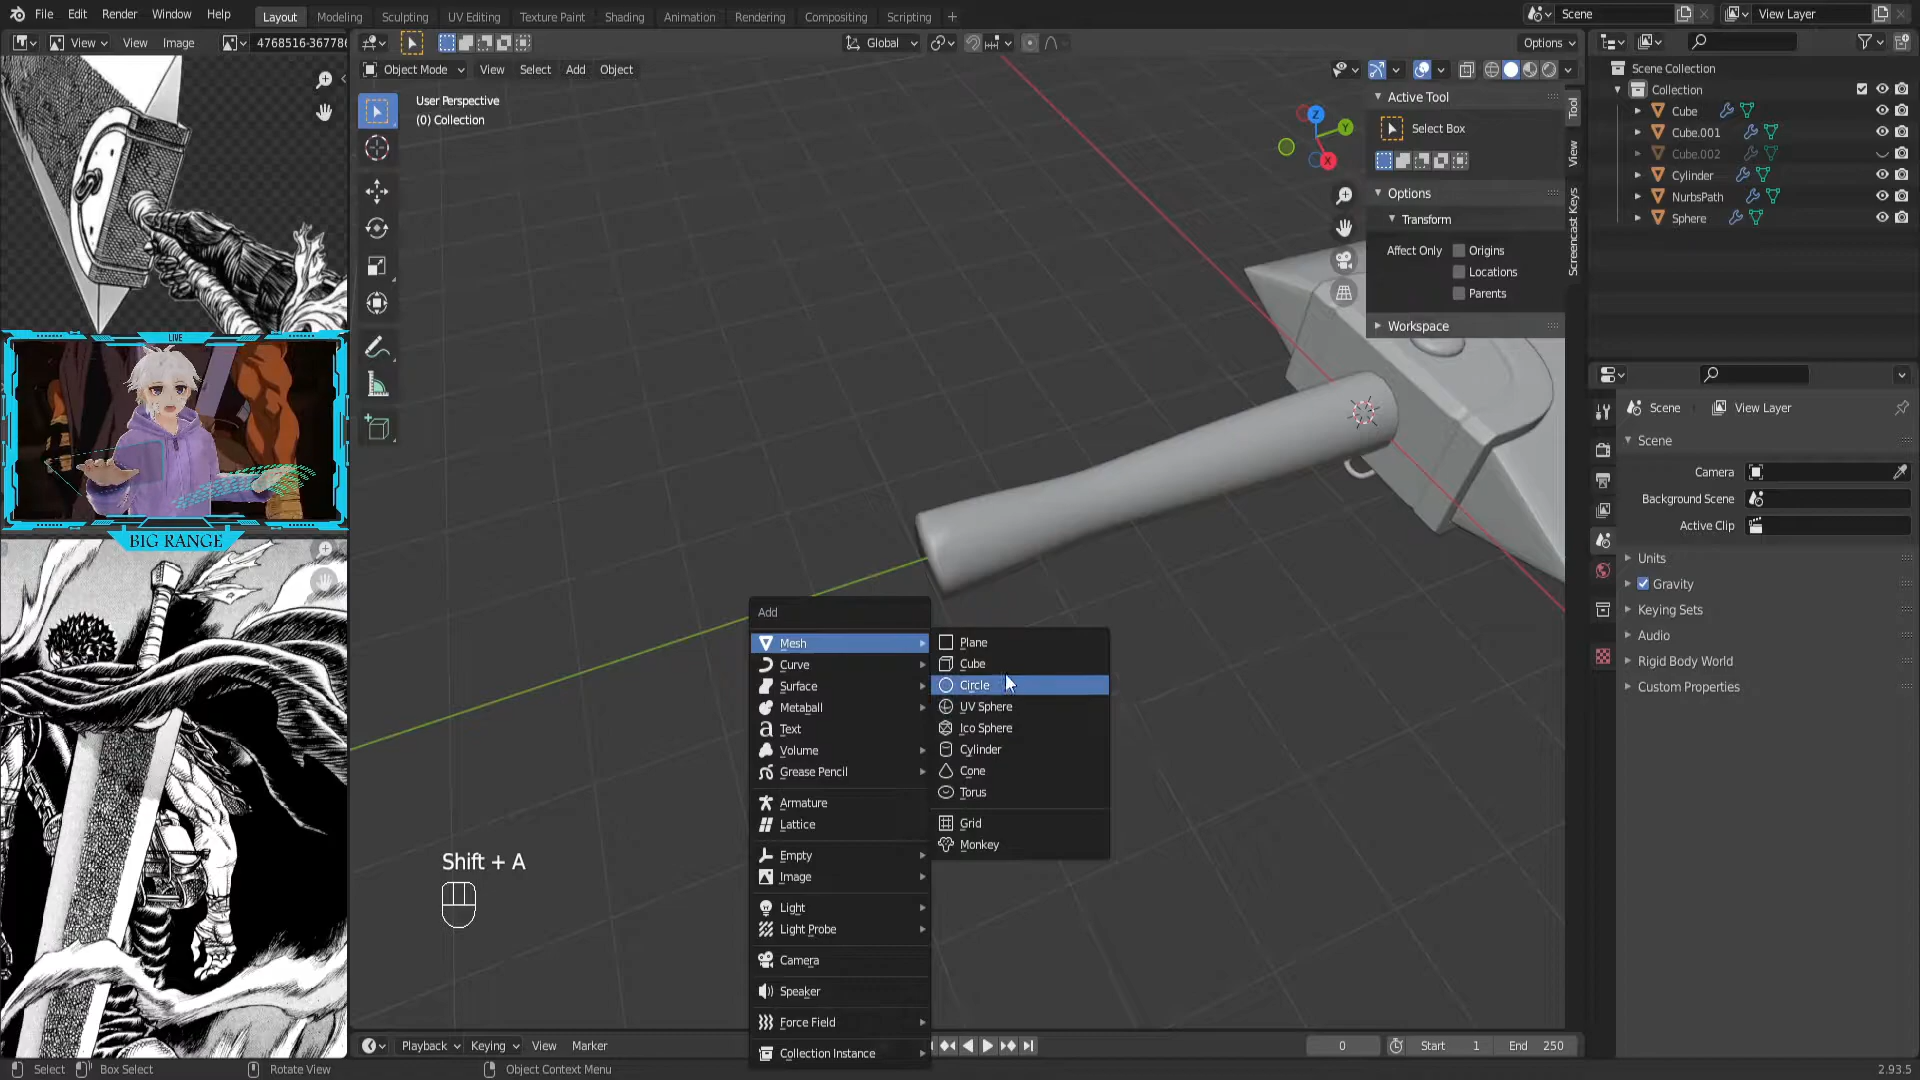 File Edit Render Window Help
Layout Modeling Sculpting UV Editing Texture Paint Shading Animation Rendering Compositing Scripting +
Scene
View Layer
View View Image 4768516-367786
Global
Options
Object Mode View Select Add Object
User Perspective
(0) Collection
Z
Y
X
Active Tool
Select Box
Options
Transform
Affect Only Origins
Locations
Parents
Workspace
Tool
View
Screencast Keys
Scene Collection
Collection
Cube
Cube.001
Cube.002
Cylinder
NurbsPath
Sphere
Scene View Layer
Scene
Camera
Background Scene
Active Clip
Units
Gravity
Keying Sets
Audio
Rigid Body World
Custom Properties
LIVE
BIG RANGE
Add
Mesh
Curve
Surface
Metaball
Text
Volume
Grease Pencil
Armature
Lattice
Empty
Image
Light
Light Probe
Camera
Speaker
Force Field
Collection Instance
Plane
Cube
Circle
UV Sphere
Ico Sphere
Cylinder
Cone
Torus
Grid
Monkey
Shift + A
Playback Keying View Marker
0 Start 1 End 250
Select Box Select Rotate View Object Context Menu
2.93.5